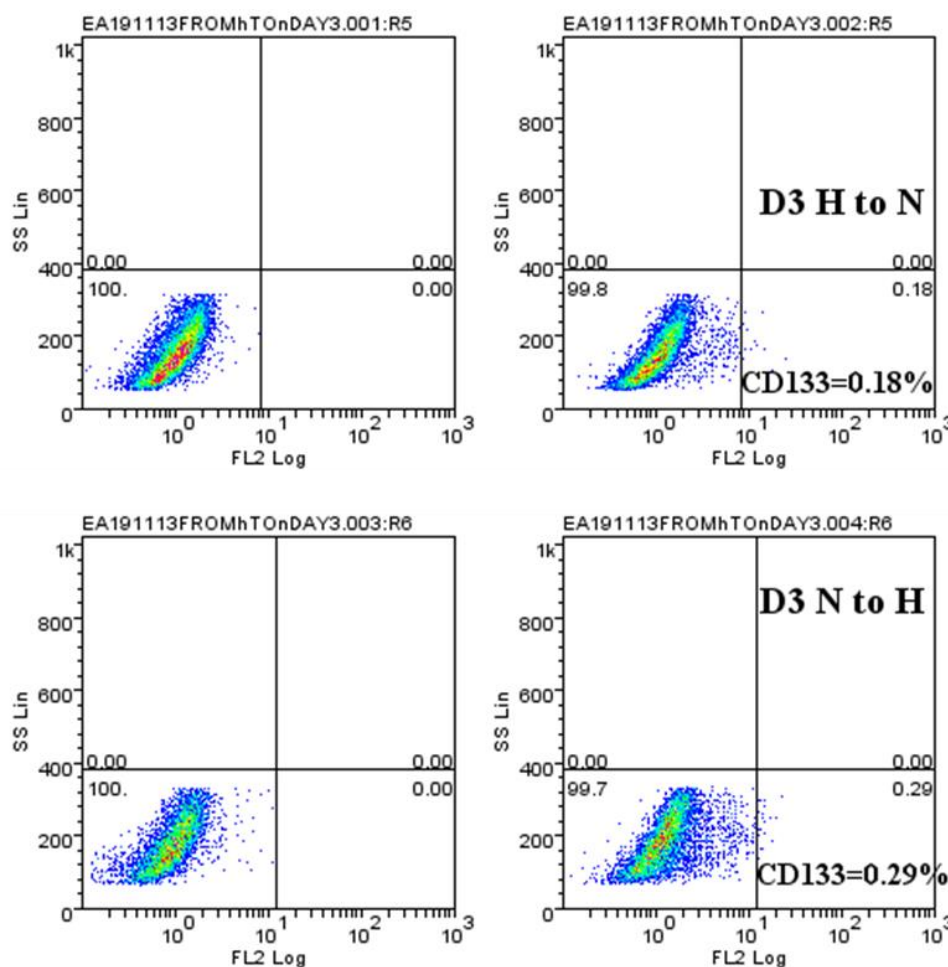 EA191113FROMhTOnDAY3.001:R5
1k
800
600
400
200
0
SS Lin
0.00
0.00
100.
0.00
10^0
10^1
10^2
10^3
FL2 Log
EA191113FROMhTOnDAY3.002:R5
1k
800
600
400
200
0
SS Lin
D3 H to N
0.00
0.00
99.8
0.18
CD133=0.18%
10^0
10^1
10^2
10^3
FL2 Log
EA191113FROMhTOnDAY3.003:R6
1k
800
600
400
200
0
SS Lin
0.00
0.00
100.
0.00
10^0
10^1
10^2
10^3
FL2 Log
EA191113FROMhTOnDAY3.004:R6
1k
800
600
400
200
0
SS Lin
D3 N to H
0.00
0.00
99.7
0.29
CD133=0.29%
10^0
10^1
10^2
10^3
FL2 Log